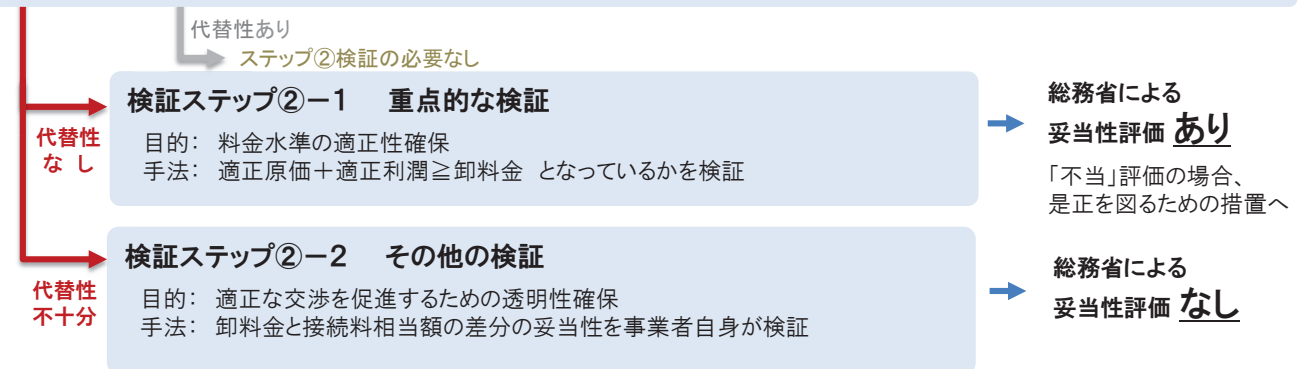 代替性あり
ステップ②検証の必要なし
検証ステップ②－１　重点的な検証
目的：　料金水準の適正性確保
手法：　適正原価＋適正利潤≧卸料金　となっているかを検証
代替性
な　し
総務省による
妥当性評価 あり
「不当」評価の場合、
是正を図るための措置へ
検証ステップ②－２　その他の検証
目的：　適正な交渉を促進するための透明性確保
手法：　卸料金と接続料相当額の差分の妥当性を事業者自身が検証
代替性
不十分
総務省による
妥当性評価 なし